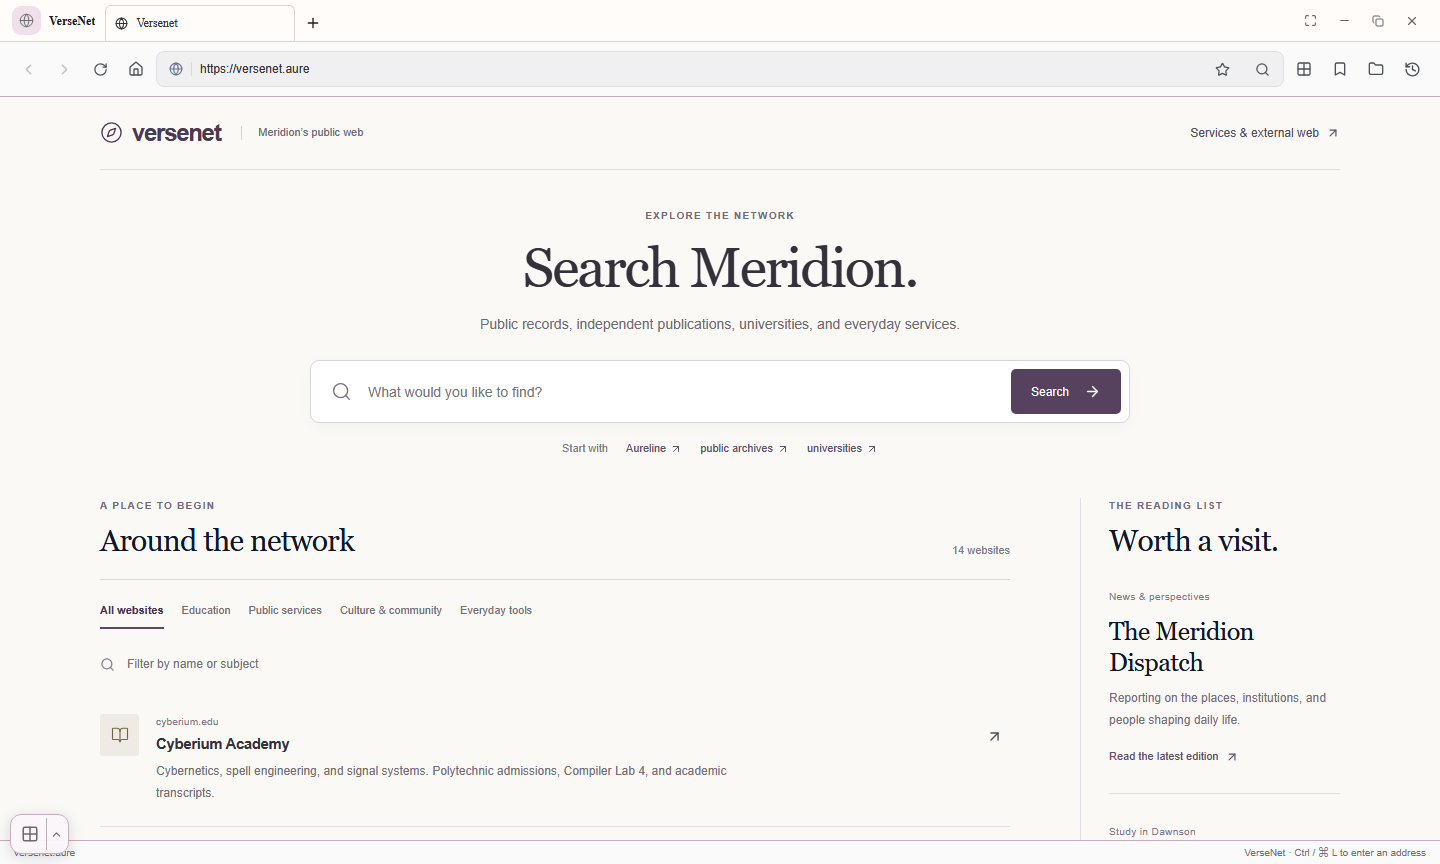 VerseNet
Versenet
https://versenet.aure
versenet
Meridion's public web
Services & external web
EXPLORE THE NETWORK
Search Meridion.
Public records, independent publications, universities, and everyday services.
What would you like to find?
Search
Start with Aureline public archives universities
A PLACE TO BEGIN
Around the network
14 websites
All websites Education Public services Culture & community Everyday tools
Filter by name or subject
cyberium.edu
Cyberium Academy
Cybernetics, spell engineering, and signal systems. Polytechnic admissions, Compiler Lab 4, and academic
transcripts.
THE READING LIST
Worth a visit.
News & perspectives
The Meridion
Dispatch
Reporting on the places, institutions, and
people shaping daily life.
Read the latest edition
Study in Dawnson
versenet.aure
VerseNet · Ctrl / ⌘ L to enter an address